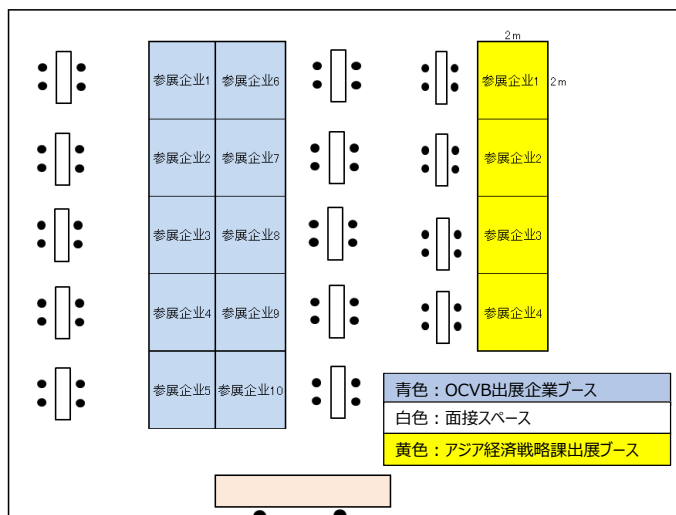 2m
参展企業1 参展企業6 参展企業1 2m
参展企業2 参展企業7 参展企業2
参展企業3 参展企業8 参展企業3
参展企業4 参展企業9 参展企業4
参展企業5 参展企業10
青色：OCVB出展企業ブース
白色：面接スペース
黄色：アジア経済戦略課出展ブース